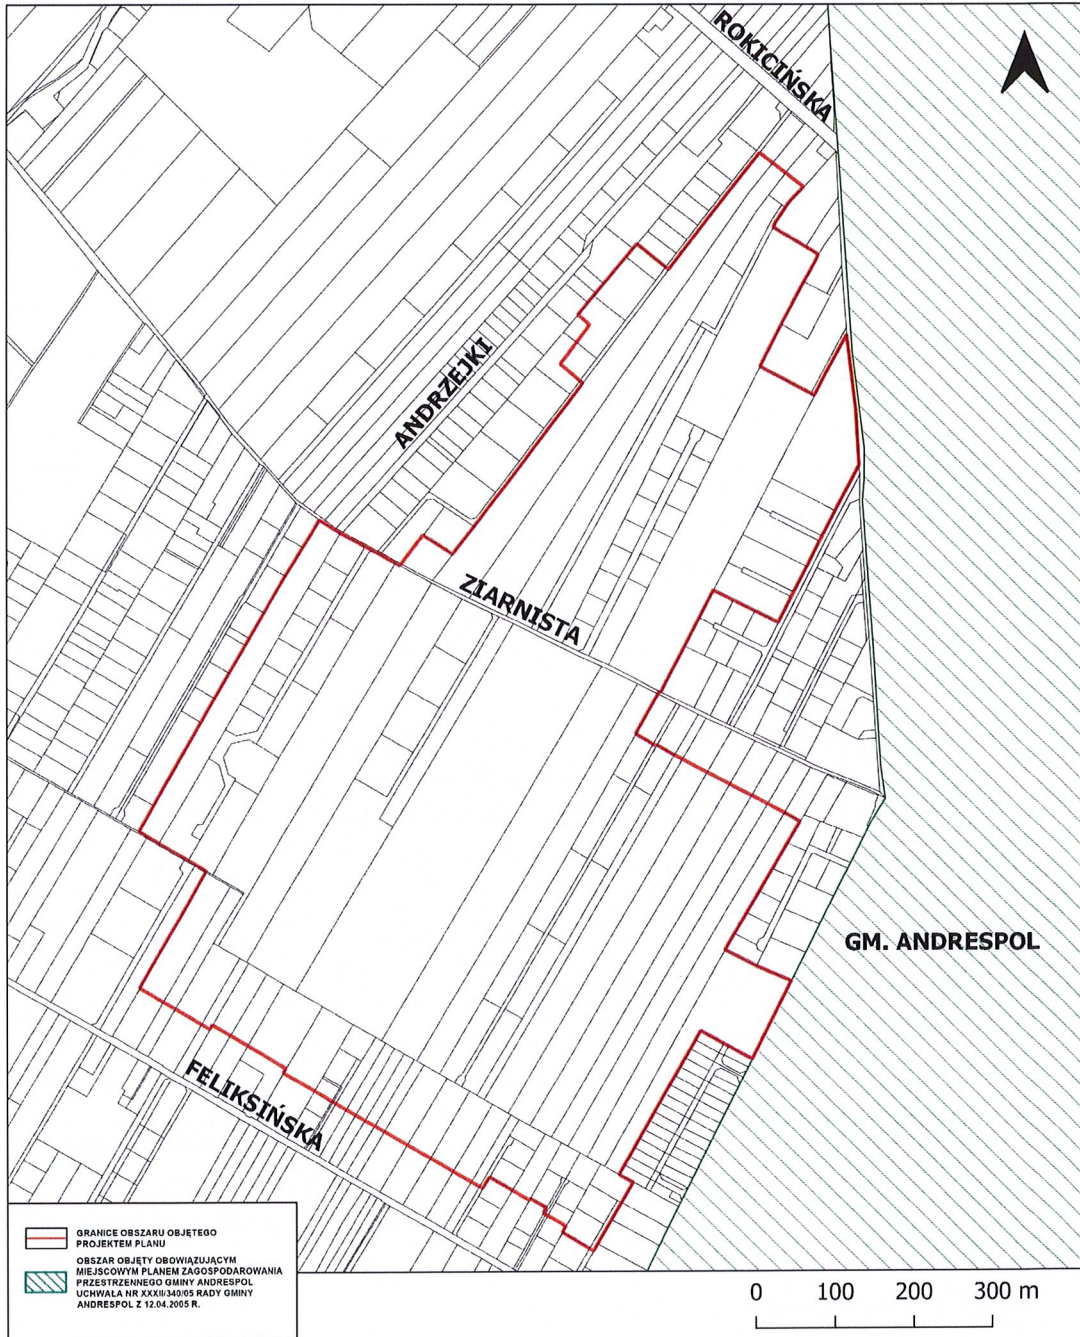 ROKICIŃSKA
ANDRZEJKI
ZIARNISTA
GM. ANDRESPOL
FELIKSIŃSKA
GRANICE OBSZARU OBJĘTEGO
PROJEKTEM PLANU
OBSZAR OBJĘTY OBOWIĄZUJĄCYM
MIEJSCOWYM PLANEM ZAGOSPODAROWANIA
PRZESTRZENNEGO GMINY ANDRESPOL
UCHWAŁA NR XXXII/340/05 RADY GMINY
ANDRESPOL Z 12.04.2005 R.
0 100 200 300 m